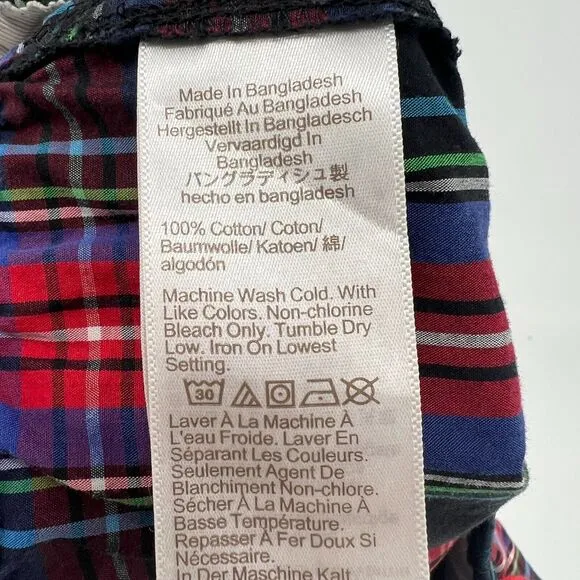 Made In Bangladesh
Fabriqué Au Bangladesh
Hergestellt In Bangladesch
Vervaardigd In
Bangladesh
バングラディシュ製
hecho en bangladesh
100% Cotton/ Coton/
Baumwolle/ Katoen/ 綿/
algodón
Machine Wash Cold. With
Like Colors. Non-chlorine
Bleach Only. Tumble Dry
Low. Iron On Lowest
Setting.
30
Laver À La Machine À
L'eau Froide. Laver En
Séparant Les Couleurs.
Seulement Agent De
Blanchiment Non-chlore.
Sécher À La Machine À
Basse Température.
Repasser À Fer Doux Si
Nécessaire.
In Der Maschine Kalt